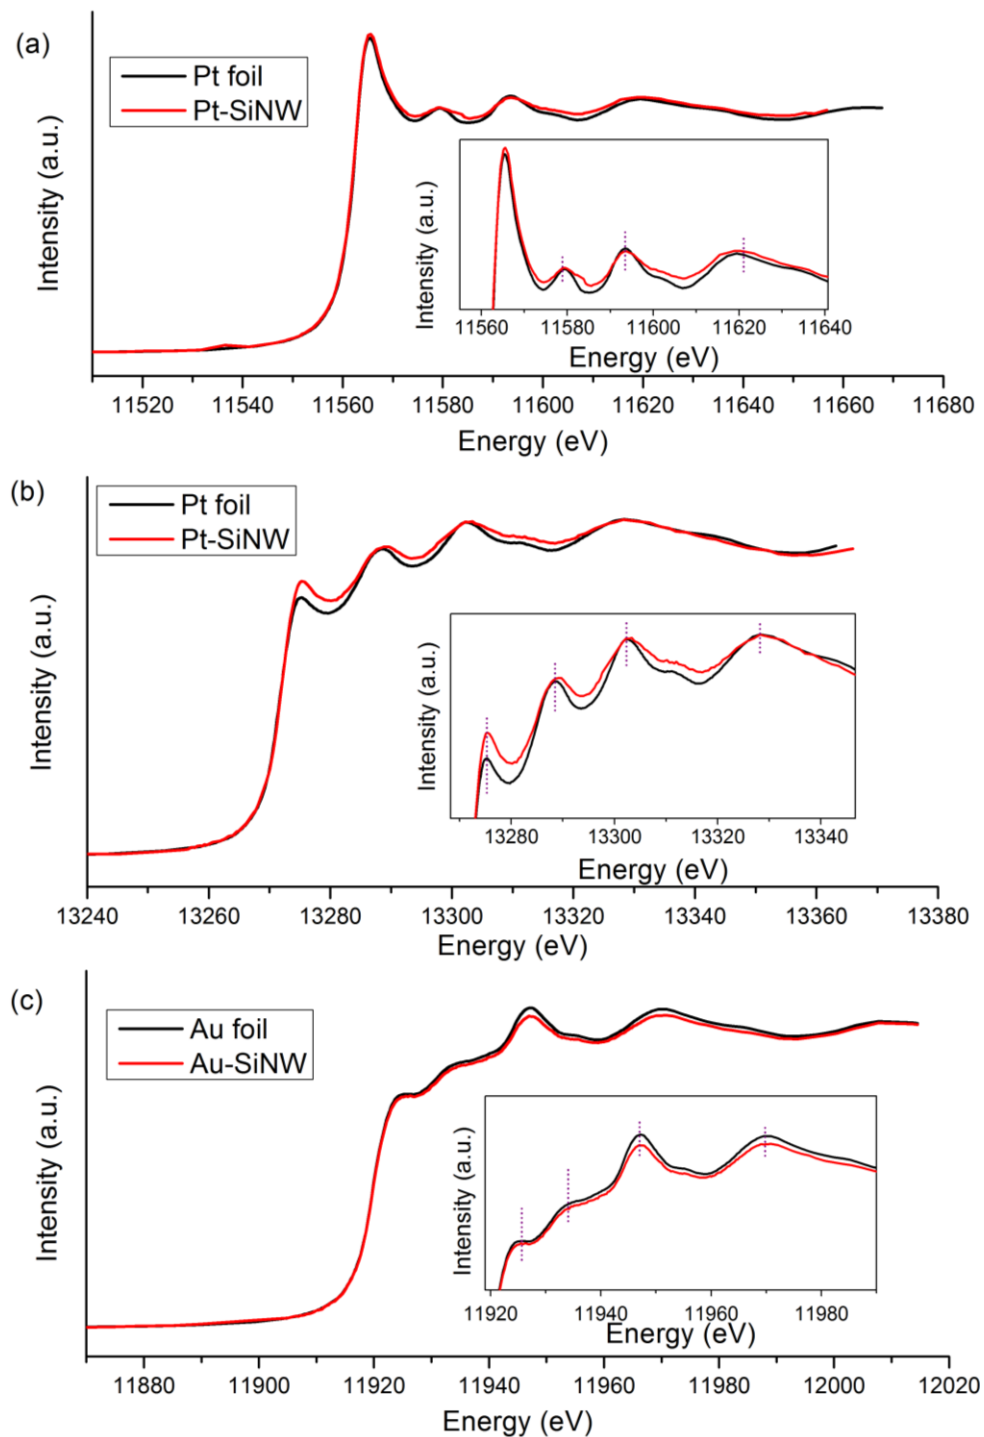 (a)
Pt foil
Pt-SiNW
Intensity (a.u.)
Intensity (a.u.)
11560 11580 11600 11620 11640
Energy (eV)
11520 11540 11560 11580 11600 11620 11640 11660 11680
Energy (eV)
(b)
Pt foil
Pt-SiNW
Intensity (a.u.)
Intensity (a.u.)
13280 13300 13320 13340
Energy (eV)
13240 13260 13280 13300 13320 13340 13360 13380
Energy (eV)
(c)
Au foil
Au-SiNW
Intensity (a.u.)
Intensity (a.u.)
11920 11940 11960 11980
Energy (eV)
11880 11900 11920 11940 11960 11980 12000 12020
Energy (eV)